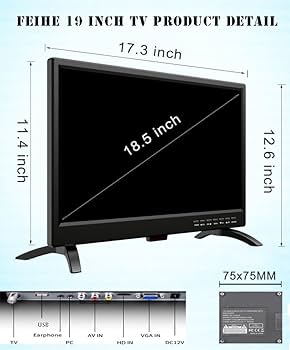 FEIHE 19 INCH TV PRODUCT DETAIL
17.3 inch
11.4 inch
18.5 inch
12.6 inch
75x75MM
USB
TV Earphone PC AV IN HD IN VGA IN DC12V